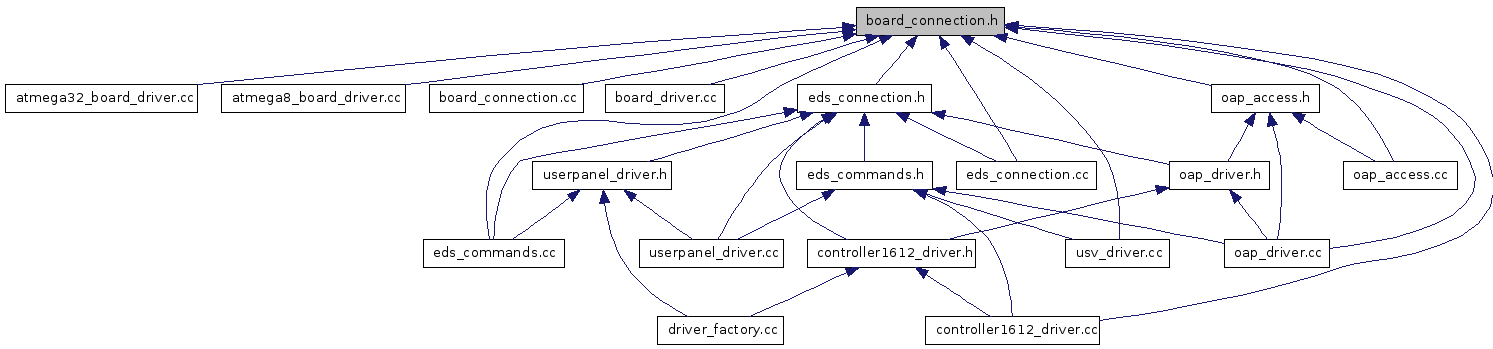 board_connection.h
atmega32_board_driver.cc
atmega8_board_driver.cc
board_connection.cc
board_driver.cc
eds_connection.h
oap_access.h
userpanel_driver.h
eds_commands.h
eds_connection.cc
oap_driver.h
oap_access.cc
eds_commands.cc
userpanel_driver.cc
controller1612_driver.h
usv_driver.cc
oap_driver.cc
driver_factory.cc
controller1612_driver.cc